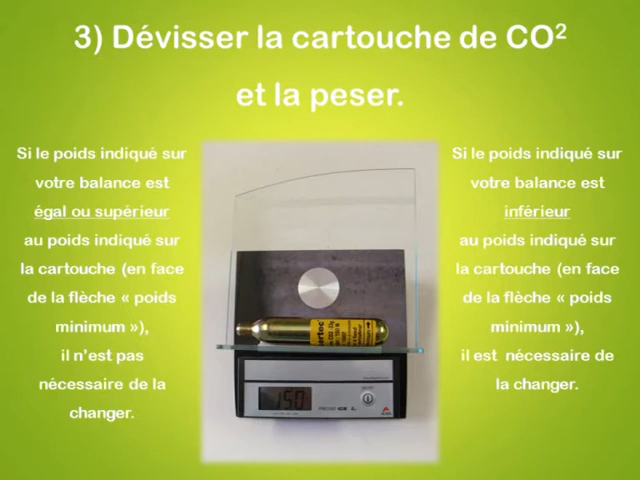 3) Dévisser la cartouche de CO²
et la peser.
Si le poids indiqué sur
votre balance est
égal ou supérieur
au poids indiqué sur
la cartouche (en face
de la flèche « poids
minimum »),
il n'est pas
nécessaire de la
changer.
150
Si le poids indiqué sur
votre balance est
inférieur
au poids indiqué sur
la cartouche (en face
de la flèche « poids
minimum »),
il est nécessaire de
la changer.